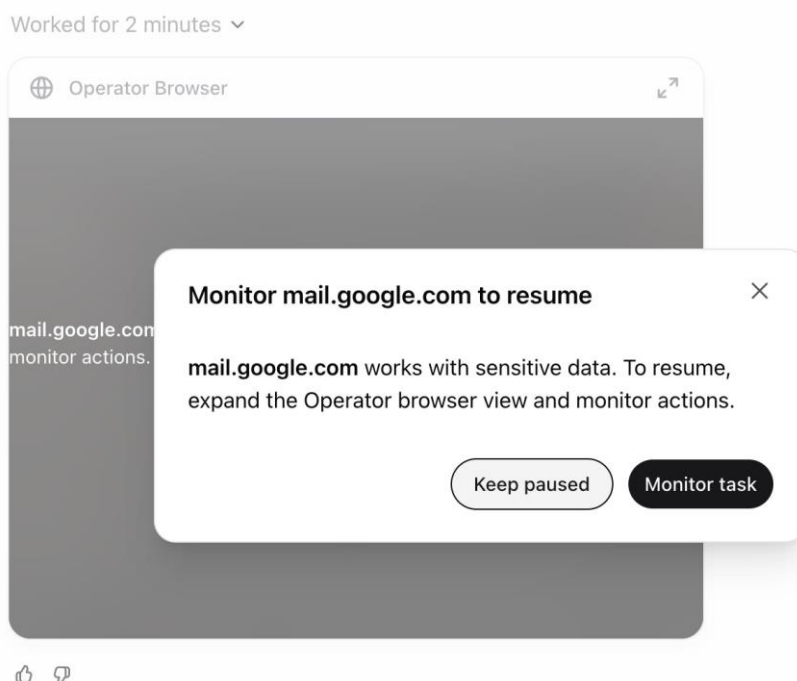 Worked for 2 minutes
Operator Browser
Monitor mail.google.com to resume
mail.google.com
monitor actions.
mail.google.com works with sensitive data. To resume,
expand the Operator browser view and monitor actions.
Keep paused
Monitor task